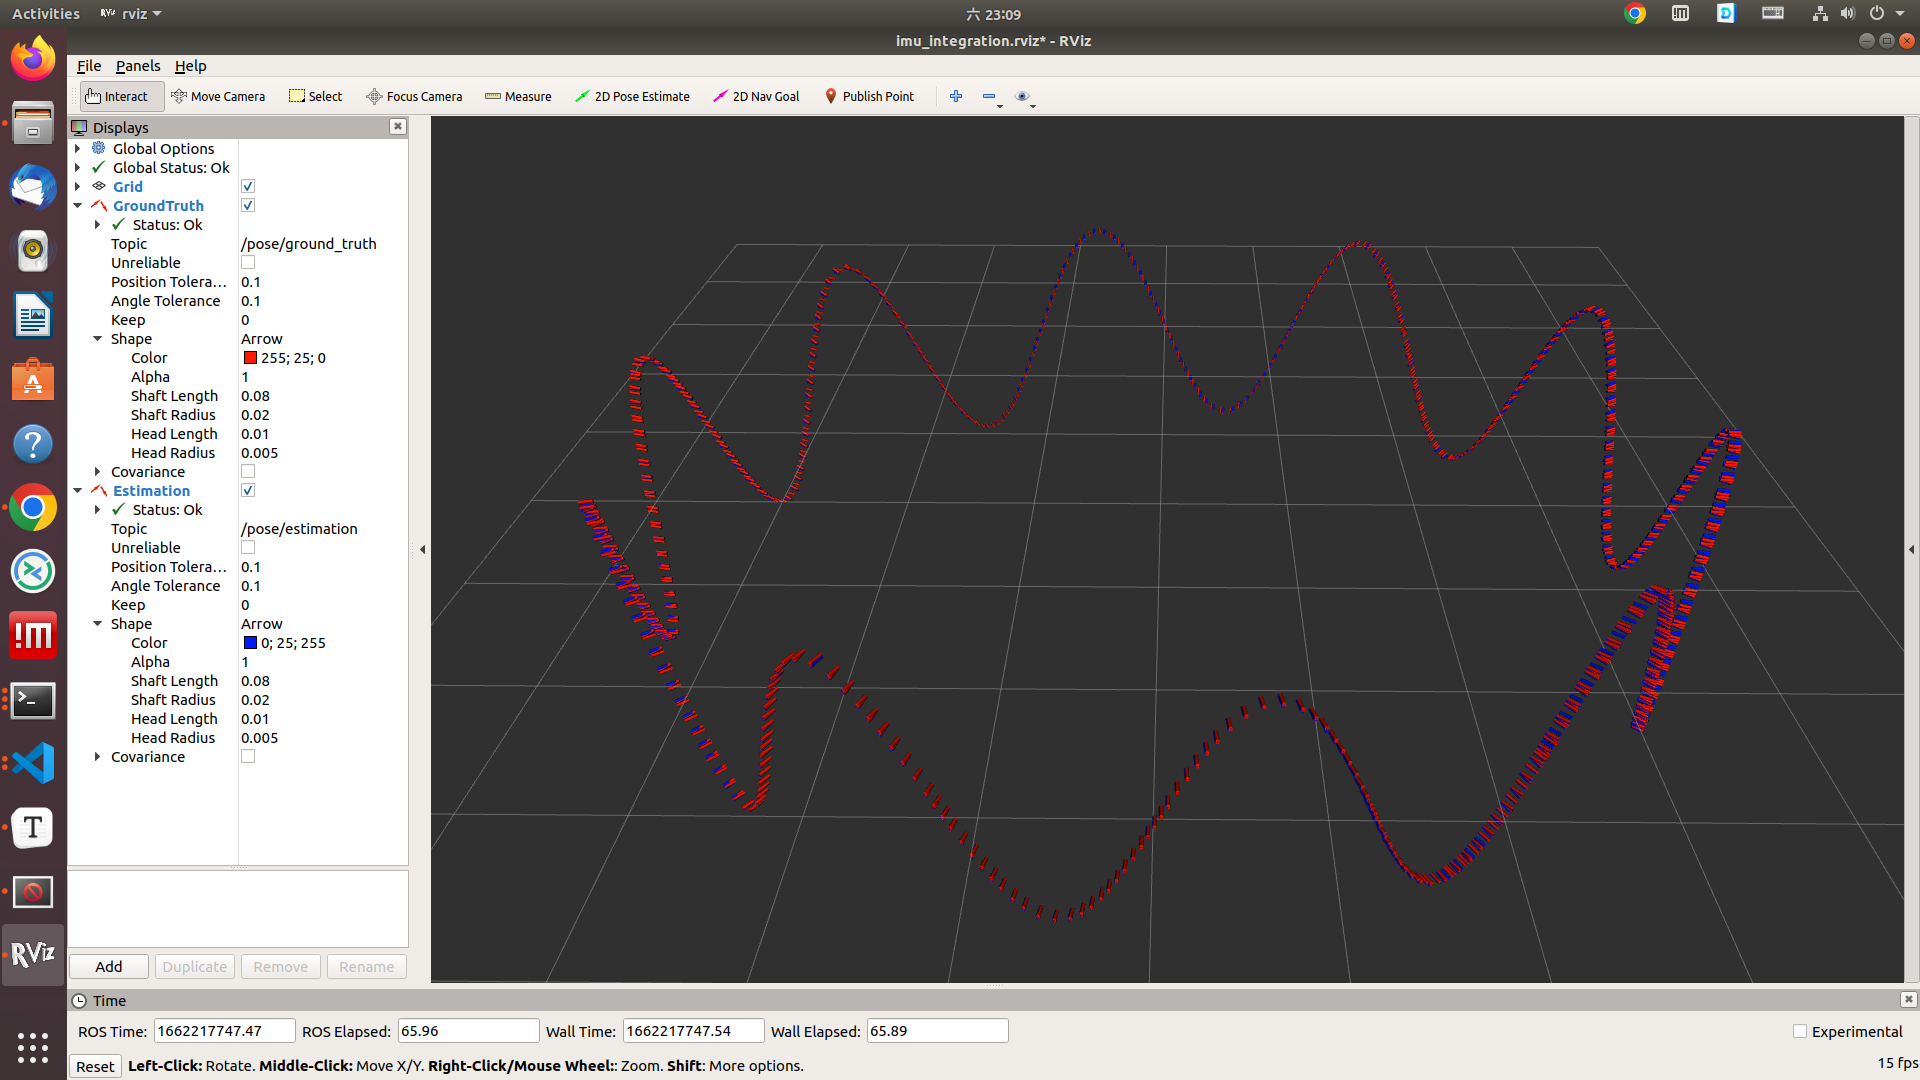 Activities rviz 六 23:09
imu_integration.rviz* - RViz
File Panels Help
Interact Move Camera Select Focus Camera Measure 2D Pose Estimate 2D Nav Goal Publish Point
Displays
Global Options
Global Status: Ok
Grid
GroundTruth
Status: Ok
Topic /pose/ground_truth
Unreliable
Position Tolera... 0.1
Angle Tolerance 0.1
Keep 0
Shape Arrow
Color 255; 25; 0
Alpha 1
Shaft Length 0.08
Shaft Radius 0.02
Head Length 0.01
Head Radius 0.005
Covariance
Estimation
Status: Ok
Topic /pose/estimation
Unreliable
Position Tolera... 0.1
Angle Tolerance 0.1
Keep 0
Shape Arrow
Color 0; 25; 255
Alpha 1
Shaft Length 0.08
Shaft Radius 0.02
Head Length 0.01
Head Radius 0.005
Covariance
RViz
Add Duplicate Remove Rename
Time
ROS Time: 1662217747.47 ROS Elapsed: 65.96 Wall Time: 1662217747.54 Wall Elapsed: 65.89 Experimental
Reset Left-Click: Rotate. Middle-Click: Move X/Y. Right-Click/Mouse Wheel:: Zoom. Shift: More options. 15 fps